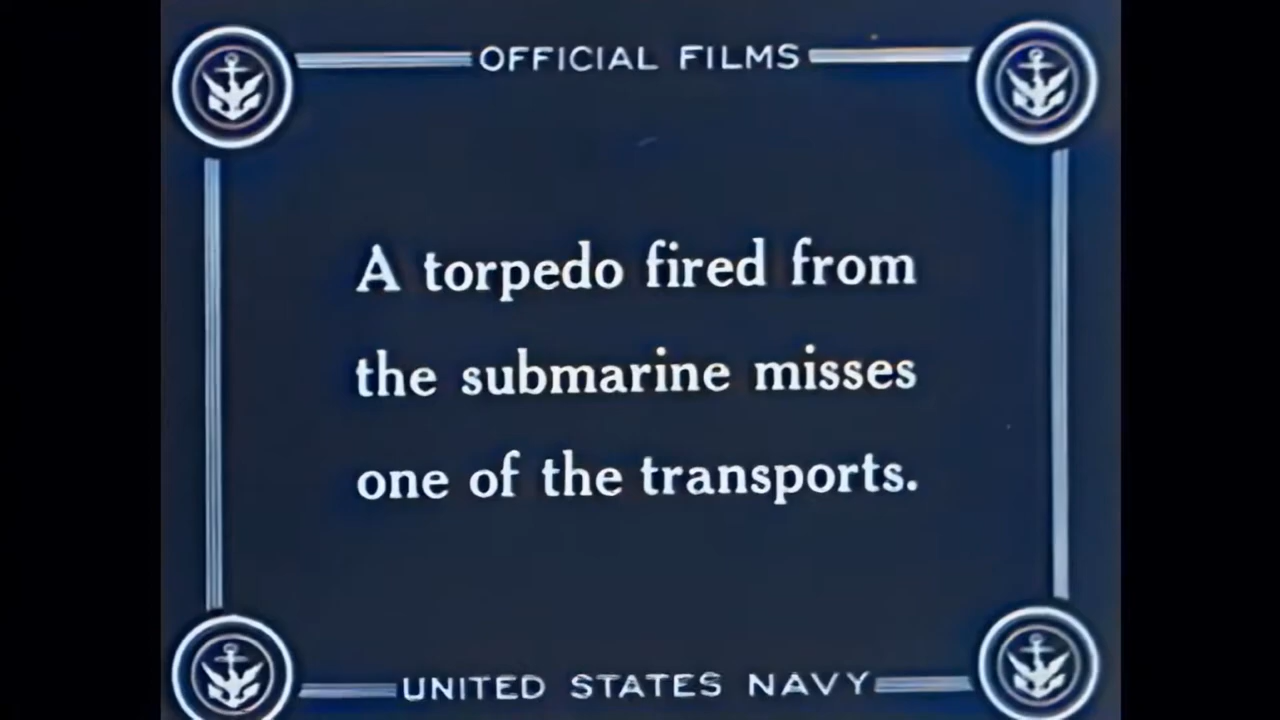 OFFICIAL FILMS
A torpedo fired from
the submarine misses
one of the transports.
UNITED STATES NAVY